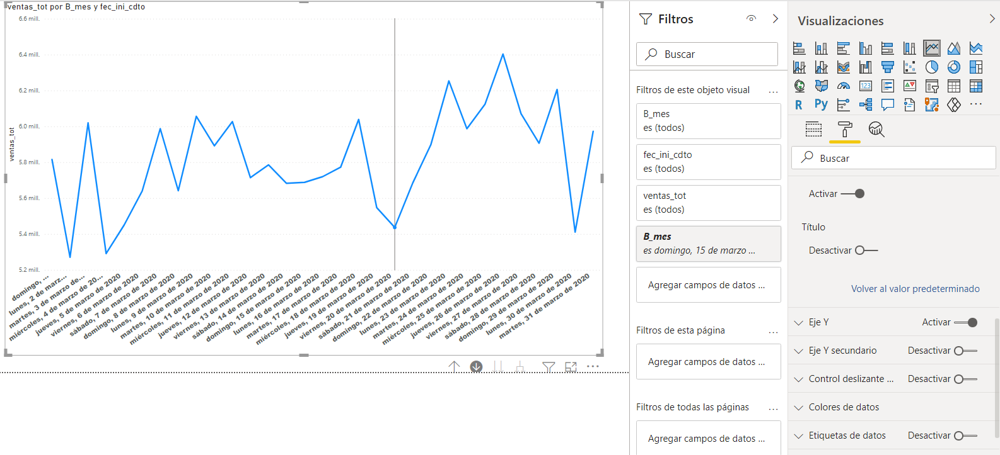 ventas_tot por B_mes y fec_ini_cdto
6.6 mill.
6.4 mill.
6.2 mill.
6.0 mill.
5.8 mill.
5.6 mill.
5.4 mill.
5.2 mill.
ventas_tot
domingo, ...
lunes, 2 de marz...
martes, 3 de marzo de...
miércoles, 4 de marzo de 20...
jueves, 5 de marzo de 2020
viernes, 6 de marzo de 2020
sábado, 7 de marzo de 2020
domingo, 8 de marzo de 2020
lunes, 9 de marzo de 2020
martes, 10 de marzo de 2020
miércoles, 11 de marzo de 2020
jueves, 12 de marzo de 2020
viernes, 13 de marzo de 2020
sábado, 14 de marzo de 2020
domingo, 15 de marzo de 2020
lunes, 16 de marzo de 2020
martes, 17 de marzo de 2020
miércoles, 18 de marzo de 2020
jueves, 19 de marzo de 2020
viernes, 20 de marzo de 2020
sábado, 21 de marzo de 2020
domingo, 22 de marzo de 2020
lunes, 23 de marzo de 2020
martes, 24 de marzo de 2020
miércoles, 25 de marzo de 2020
jueves, 26 de marzo de 2020
viernes, 27 de marzo de 2020
sábado, 28 de marzo de 2020
domingo, 29 de marzo de 2020
lunes, 30 de marzo de 2020
martes, 31 de marzo de 2020
Filtros
Buscar
Filtros de este objeto visual ...
B_mes
es (todos)
fec_ini_cdto
es (todos)
ventas_tot
es (todos)
B_mes
es domingo, 15 de marzo ...
Agregar campos de datos ...
Filtros de esta página ...
Agregar campos de datos ...
Filtros de todas las páginas ...
Agregar campos de datos ...
Visualizaciones
123
R Py ...
Buscar
Activar
Título
Desactivar
Volver al valor predeterminado
Eje Y Activar
Eje Y secundario Desactivar
Control deslizante ... Desactivar
Colores de datos
Etiquetas de datos Desactivar